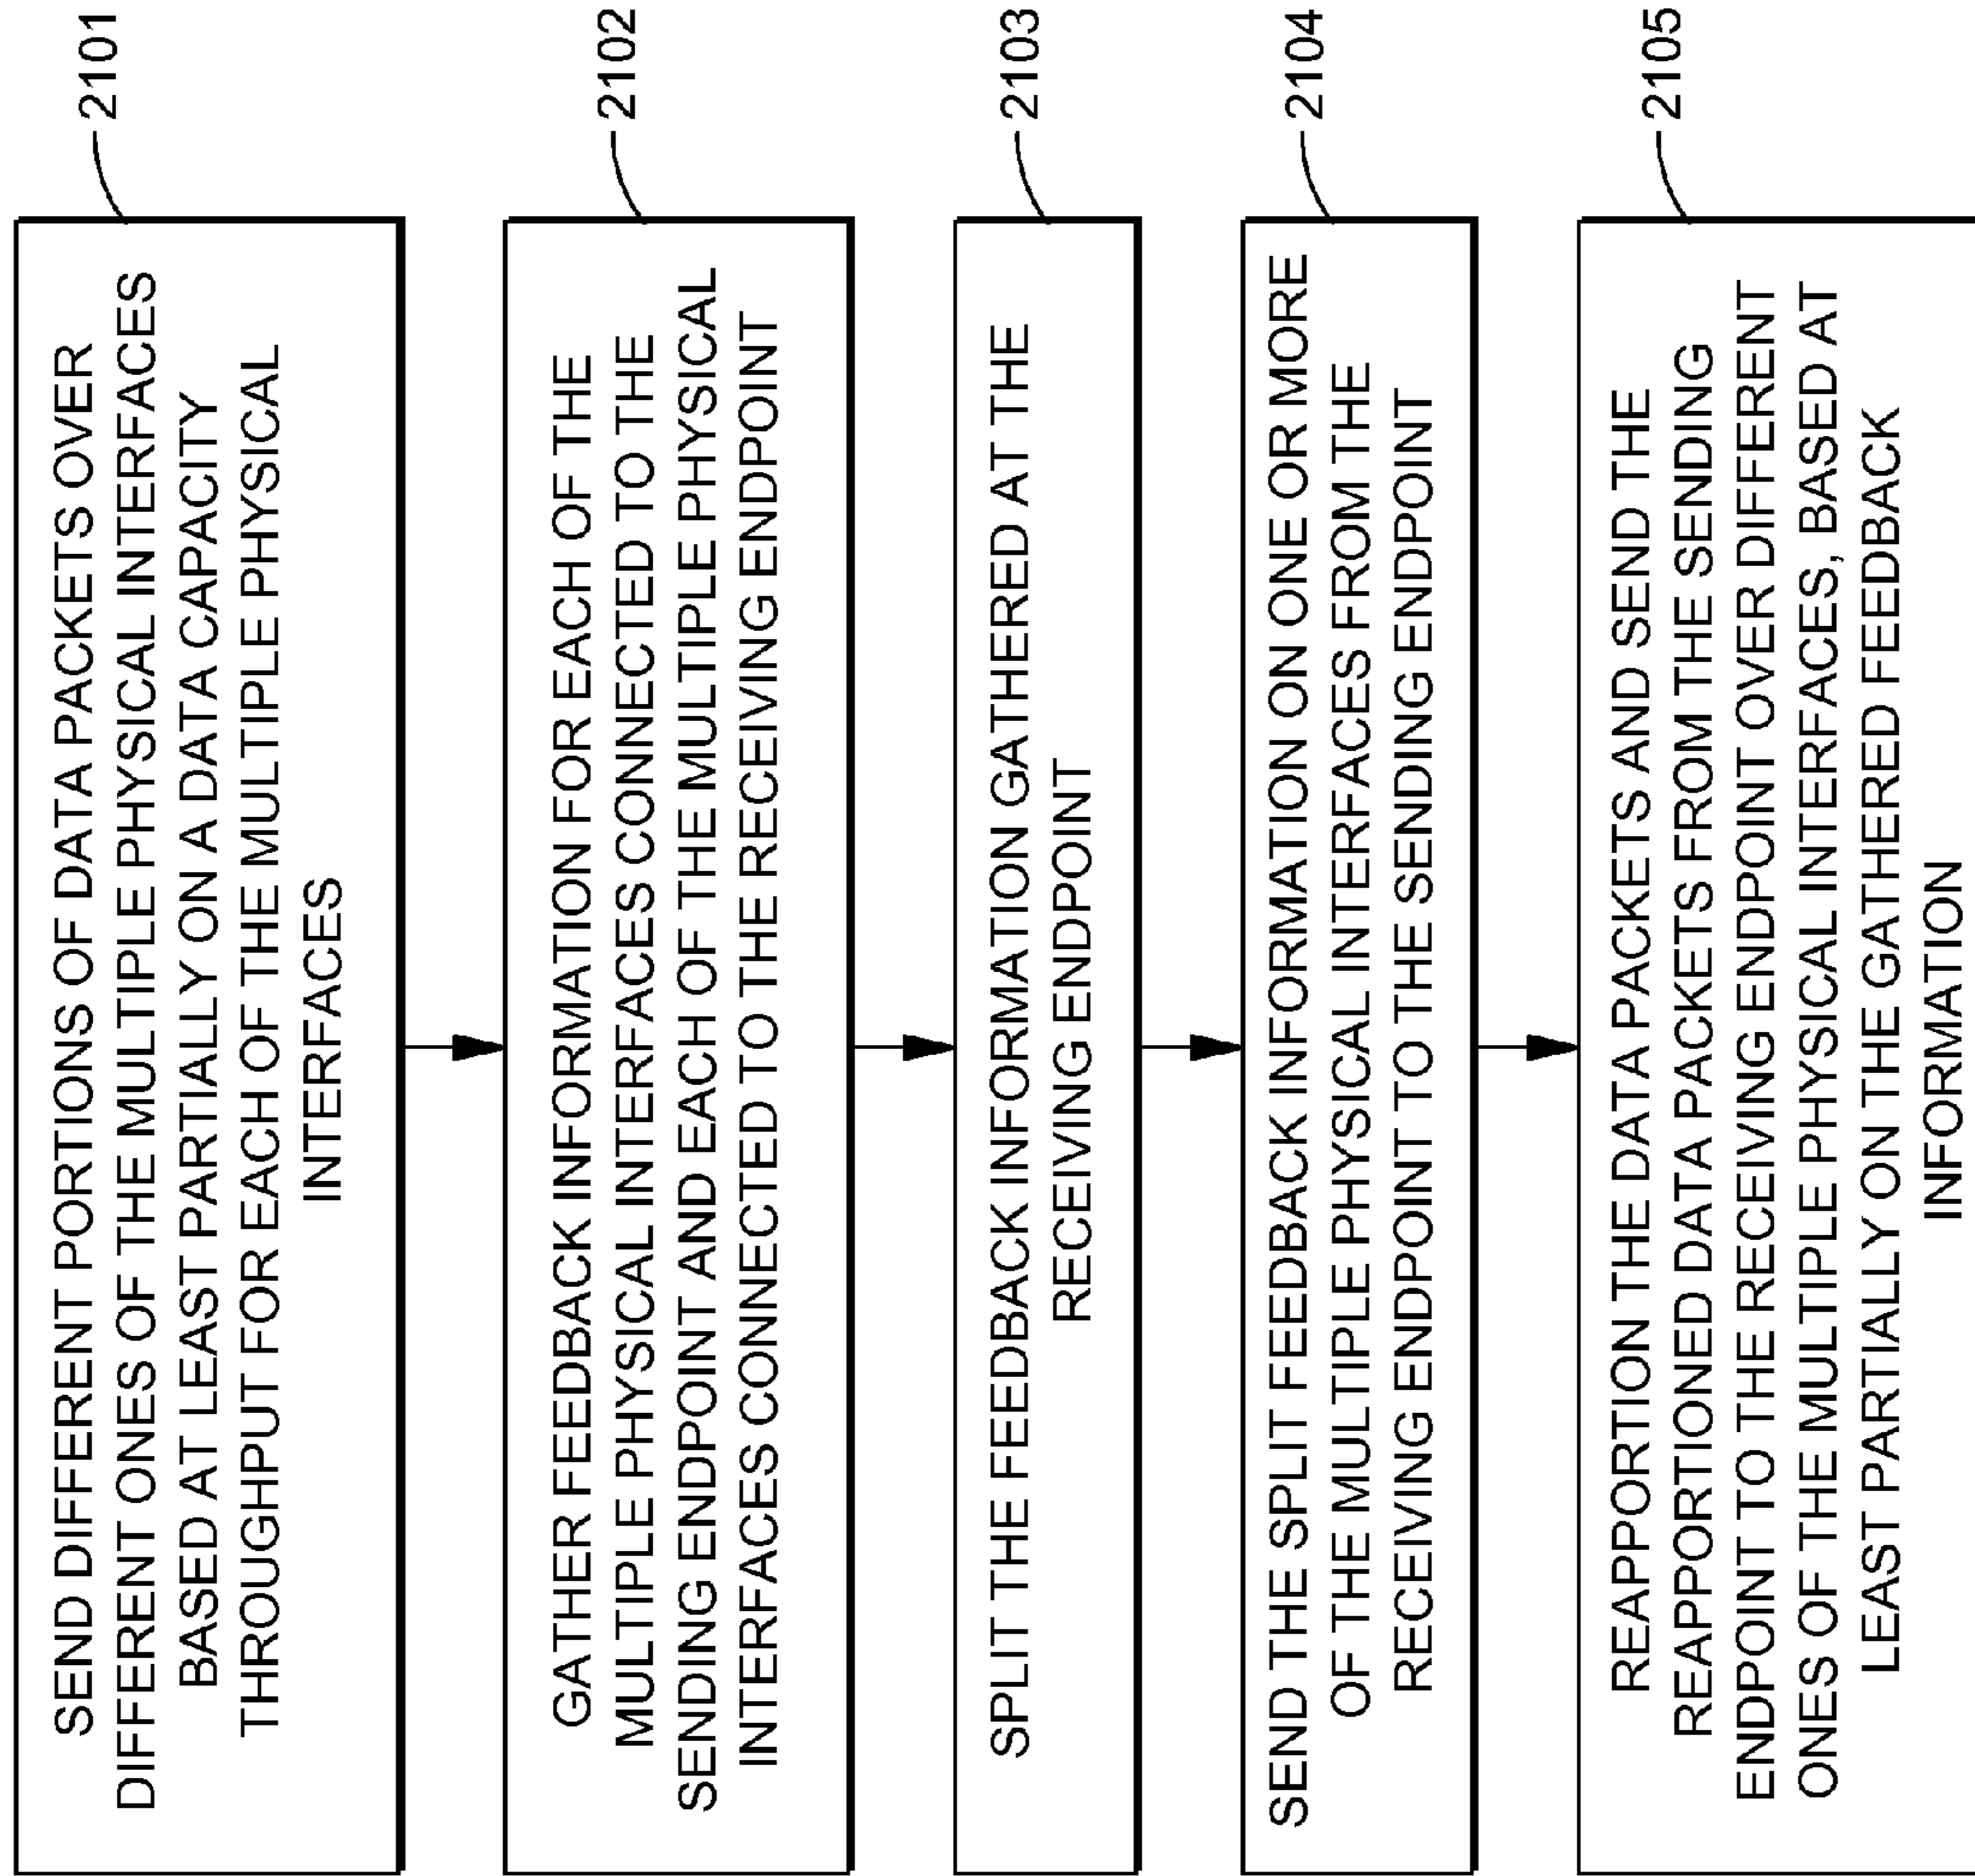 SEND DIFFERENT PORTIONS OF DATA PACKETS OVER
DIFFERENT ONES OF THE MULTIPLE PHYSICAL INTERFACES
BASED AT LEAST PARTIALLY ON A DATA CAPACITY
THROUGHPUT FOR EACH OF THE MULTIPLE PHYSICAL
INTERFACES
2101
GATHER FEEDBACK INFORMATION FOR EACH OF THE
MULTIPLE PHYSICAL INTERFACES CONNECTED TO THE
SENDING ENDPOINT AND EACH OF THE MULTIPLE PHYSICAL
INTERFACES CONNECTED TO THE RECEIVING ENDPOINT
2102
SPLIT THE FEEDBACK INFORMATION GATHERED AT THE
RECEIVING ENDPOINT
2103
SEND THE SPLIT FEEDBACK INFORMATION ON ONE OR MORE
OF THE MULTIPLE PHYSICAL INTERFACES FROM THE
RECEIVING ENDPOINT TO THE SENDING ENDPOINT
2104
REAPPORTION THE DATA PACKETS AND SEND THE
REAPPORTIONED DATA PACKETS FROM THE SENDING
ENDPOINT TO THE RECEIVING ENDPOINT OVER DIFFERENT
ONES OF THE MULTIPLE PHYSICAL INTERFACES, BASED AT
LEAST PARTIALLY ON THE GATHERED FEEDBACK
INFORMATION
2105